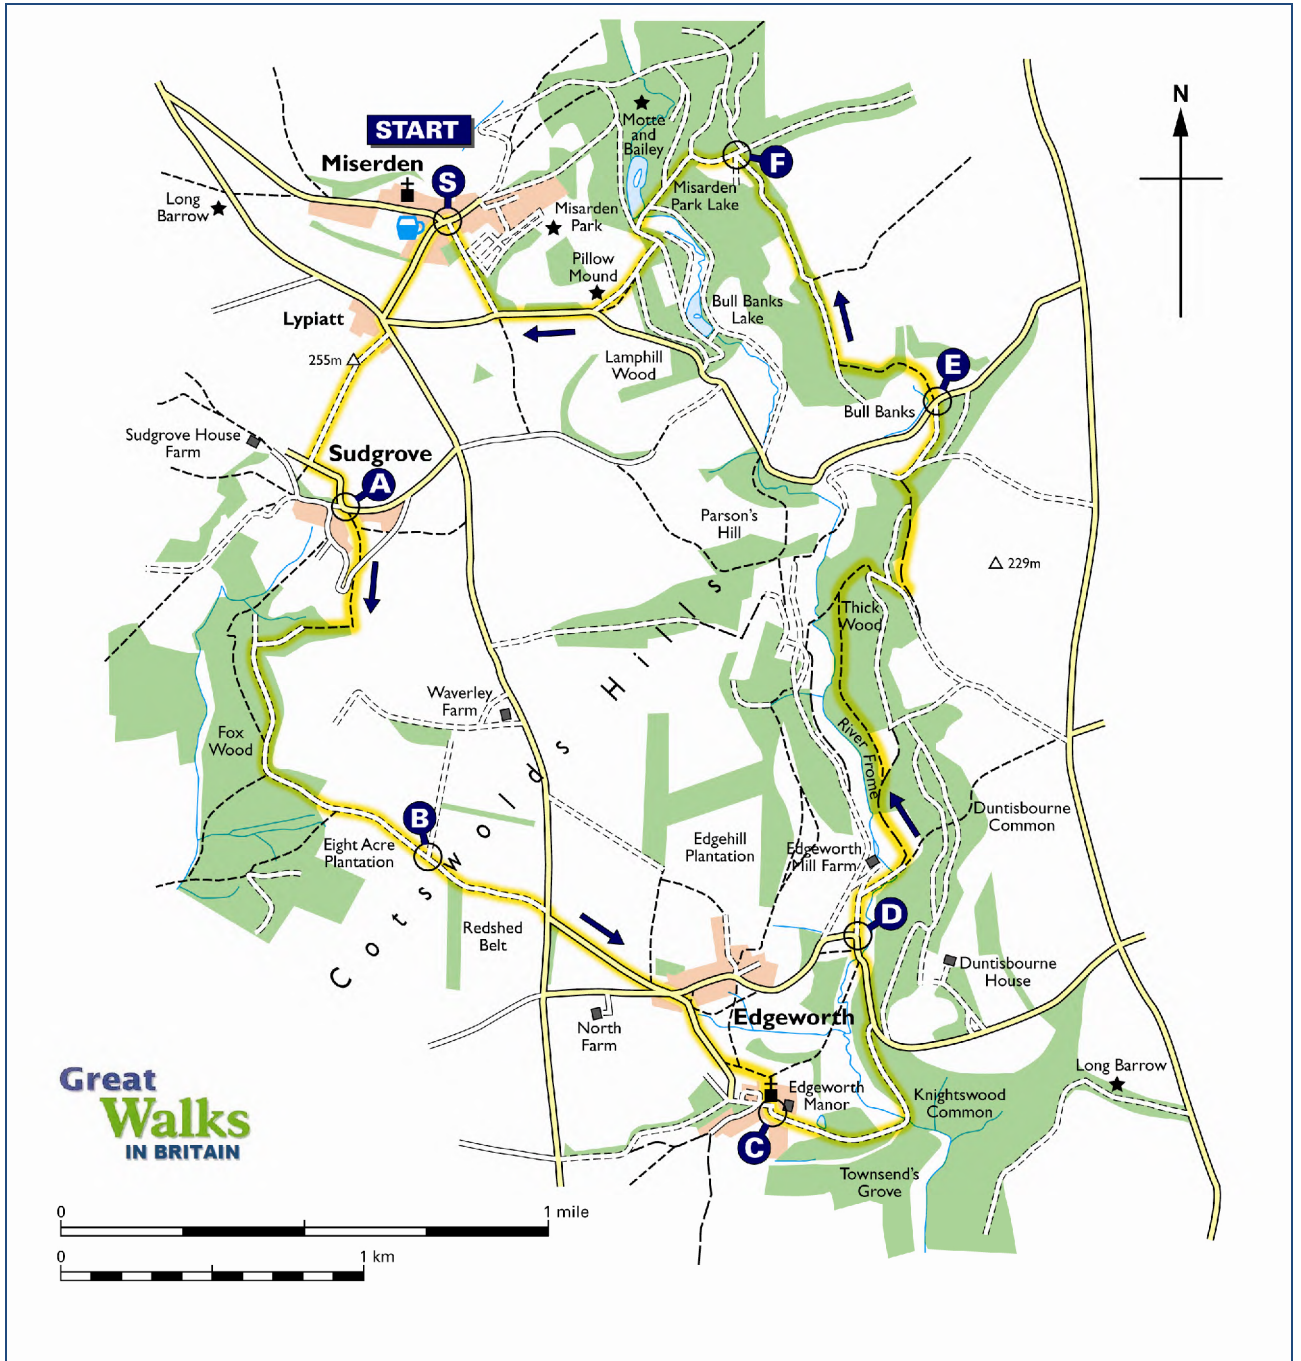 N
START
Miserden
S
Long
Barrow
Motte
and
Bailey
F
Misarden
Park Lake
Misarden
Park
Pillow
Mound
Bull Banks
Lake
Lypiatt
255m
Lamphill
Wood
E
Bull Banks
Sudgrove House
Farm
Sudgrove
A
Parson's
Hill
229m
Thick
Wood
Waverley
Farm
Fox
Wood
River Frome
Cotswolds Hills
B
Eight Acre
Plantation
Edgehill
Plantation
Edgeworth
Mill Farm
Duntisbourne
Common
D
Redshed
Belt
Duntisbourne
House
North
Farm
Edgeworth
Long Barrow
Edgeworth
Manor
Knightswood
Common
C
Townsend's
Grove
Great
Walks
IN BRITAIN
0 1 mile
0 1 km